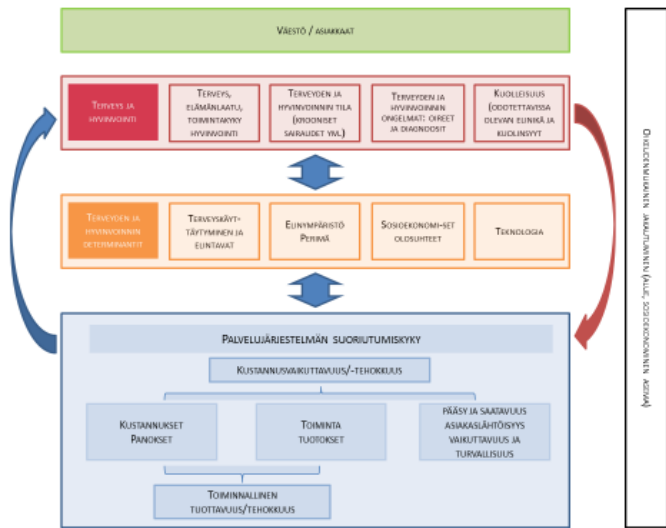 VÄESTÖ / ASIAKKAAT
TERVEYS JA
HYVINVOINTI
TERVEYS,
ELÄMÄNLAATU,
TOIMINTAKYKY
HYVINVOINTI
TERVEYDEN JA
HYVINVOINNIN TILA
(KROONISET
SAIRAUDET YM.)
TERVEYDEN JA
HYVINVOINNIN
ONGELMAT: OIREET
JA DIAGNOOSIT
KUOLLEISUUS
(ODOTETTAVISSA
OLEVAN ELINIKÄ JA
KUOLINSYYT
TERVEYDEN JA
HYVINVOINNIN
DETERMINANTIT
TERVEYSKÄYT-
TÄYTYMINEN JA
ELINTAVAT
ELINYMPÄRISTÖ
PERIMÄ
SOSIOEKONOMI-SET
OLOSUHTEET
TEKNOLOGIA
PALVELUJÄRJESTELMÄN SUORIUTUMISKYKY
KUSTANNUSVAIKUTTAVUUS/-TEHOKKUUS
KUSTANNUKSET
PANOKSET
TOIMINTA
TUOTOKSET
PÄÄSY JA SAATAVUUS
ASIAKASLÄHTÖISYYS
VAIKUTTAVUUS JA
TURVALLISUUS
TOIMINNALLINEN
TUOTTAVUUS/TEHOKKUUS
OIKEUDENMUKAINEN JAKAUTUMINEN (ALUE, SOSIOEKONOMINEN ASEMA)